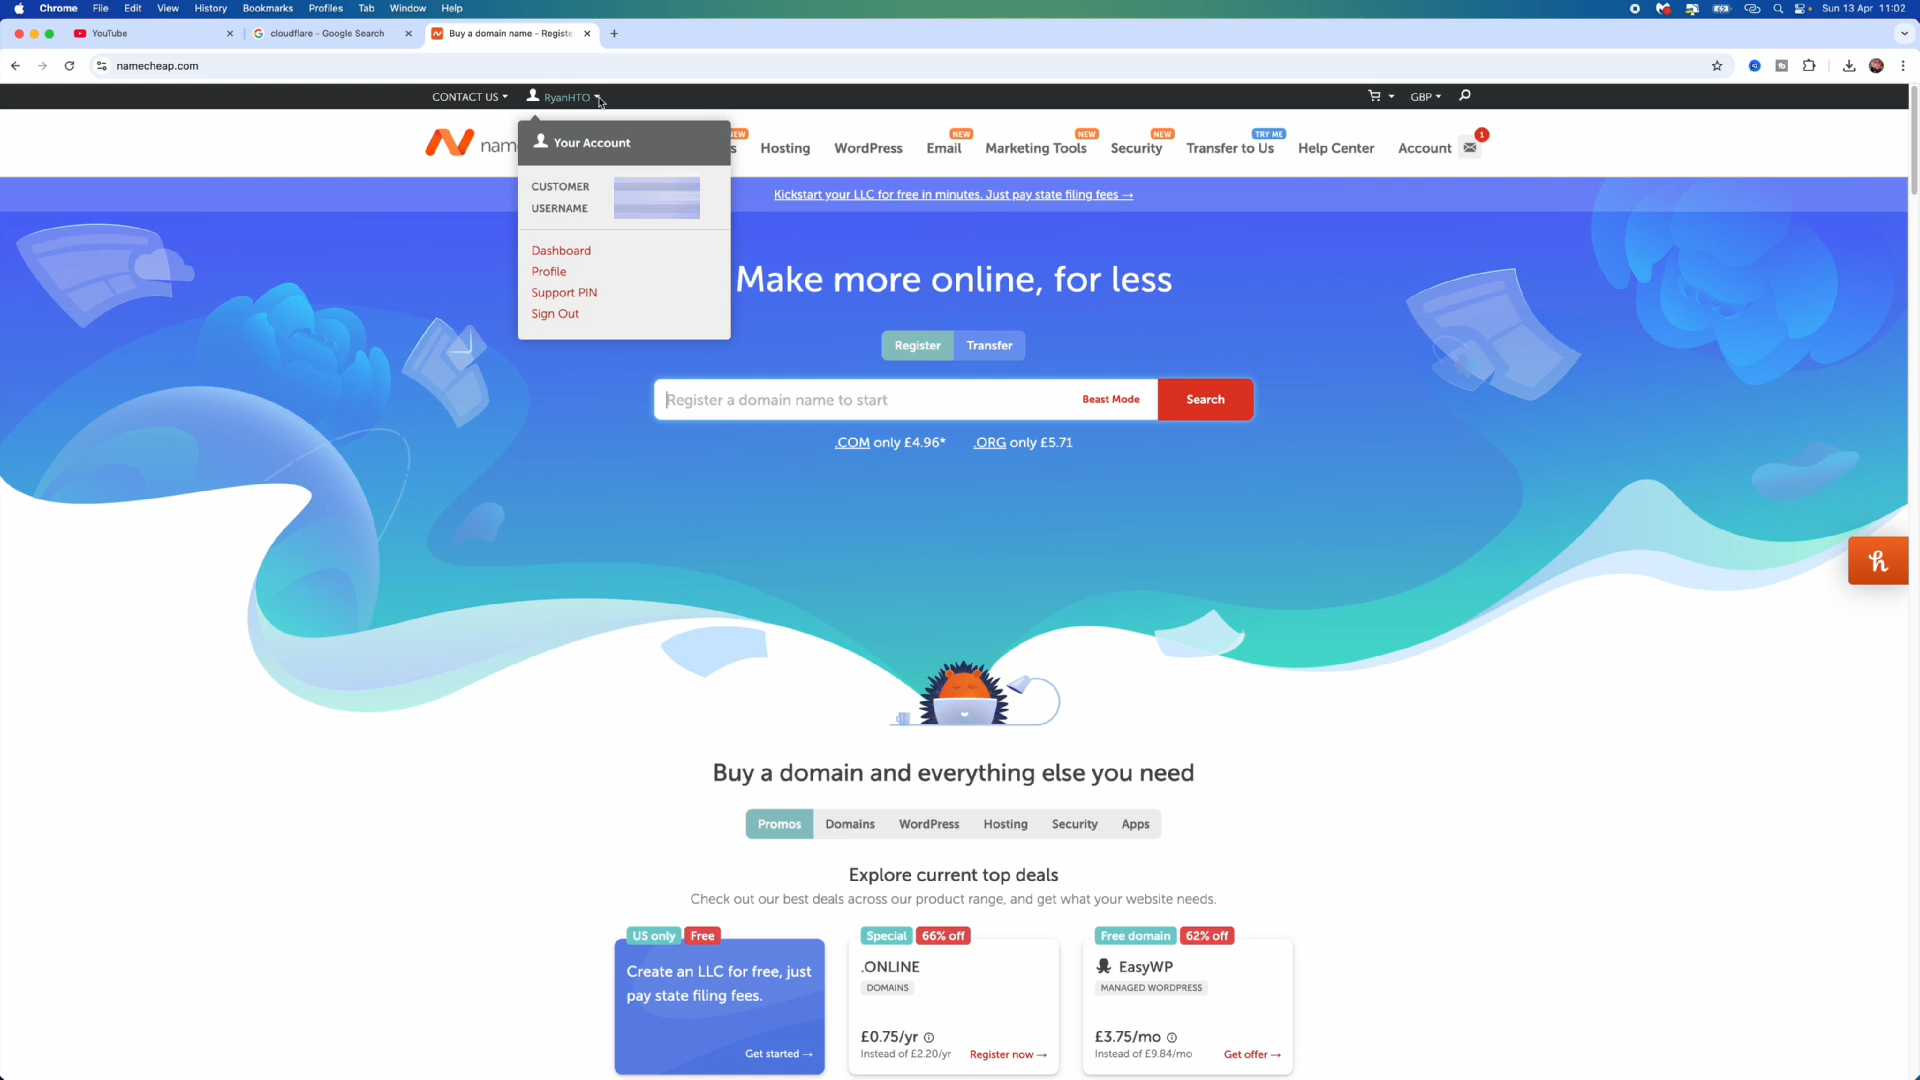 Chrome File Edit View History Bookmarks Profiles Tab Window Help
Sun 13 Apr 11:02
YouTube
cloudflare - Google Search
Buy a domain name - Registe
namecheap.com
CONTACT US
RyanHTO
GBP
name
Your Account
CUSTOMER
USERNAME
Dashboard
Profile
Support PIN
Sign Out
NEW
s
Hosting
WordPress
NEW
Email
NEW
Marketing Tools
NEW
Security
TRY ME
Transfer to Us
Help Center
Account
1
Kickstart your LLC for free in minutes. Just pay state filing fees →
Make more online, for less
Register
Transfer
Register a domain name to start
Beast Mode
Search
.COM only £4.96*
.ORG only £5.71
h
Buy a domain and everything else you need
Promos Domains WordPress Hosting Security Apps
Explore current top deals
Check out our best deals across our product range, and get what your website needs.
US only Free
Create an LLC for free, just
pay state filing fees.
Get started →
Special 66% off
.ONLINE
DOMAINS
£0.75/yr
Instead of £2.20/yr
Register now →
Free domain 62% off
EasyWP
MANAGED WORDPRESS
£3.75/mo
Instead of £9.84/mo
Get offer →